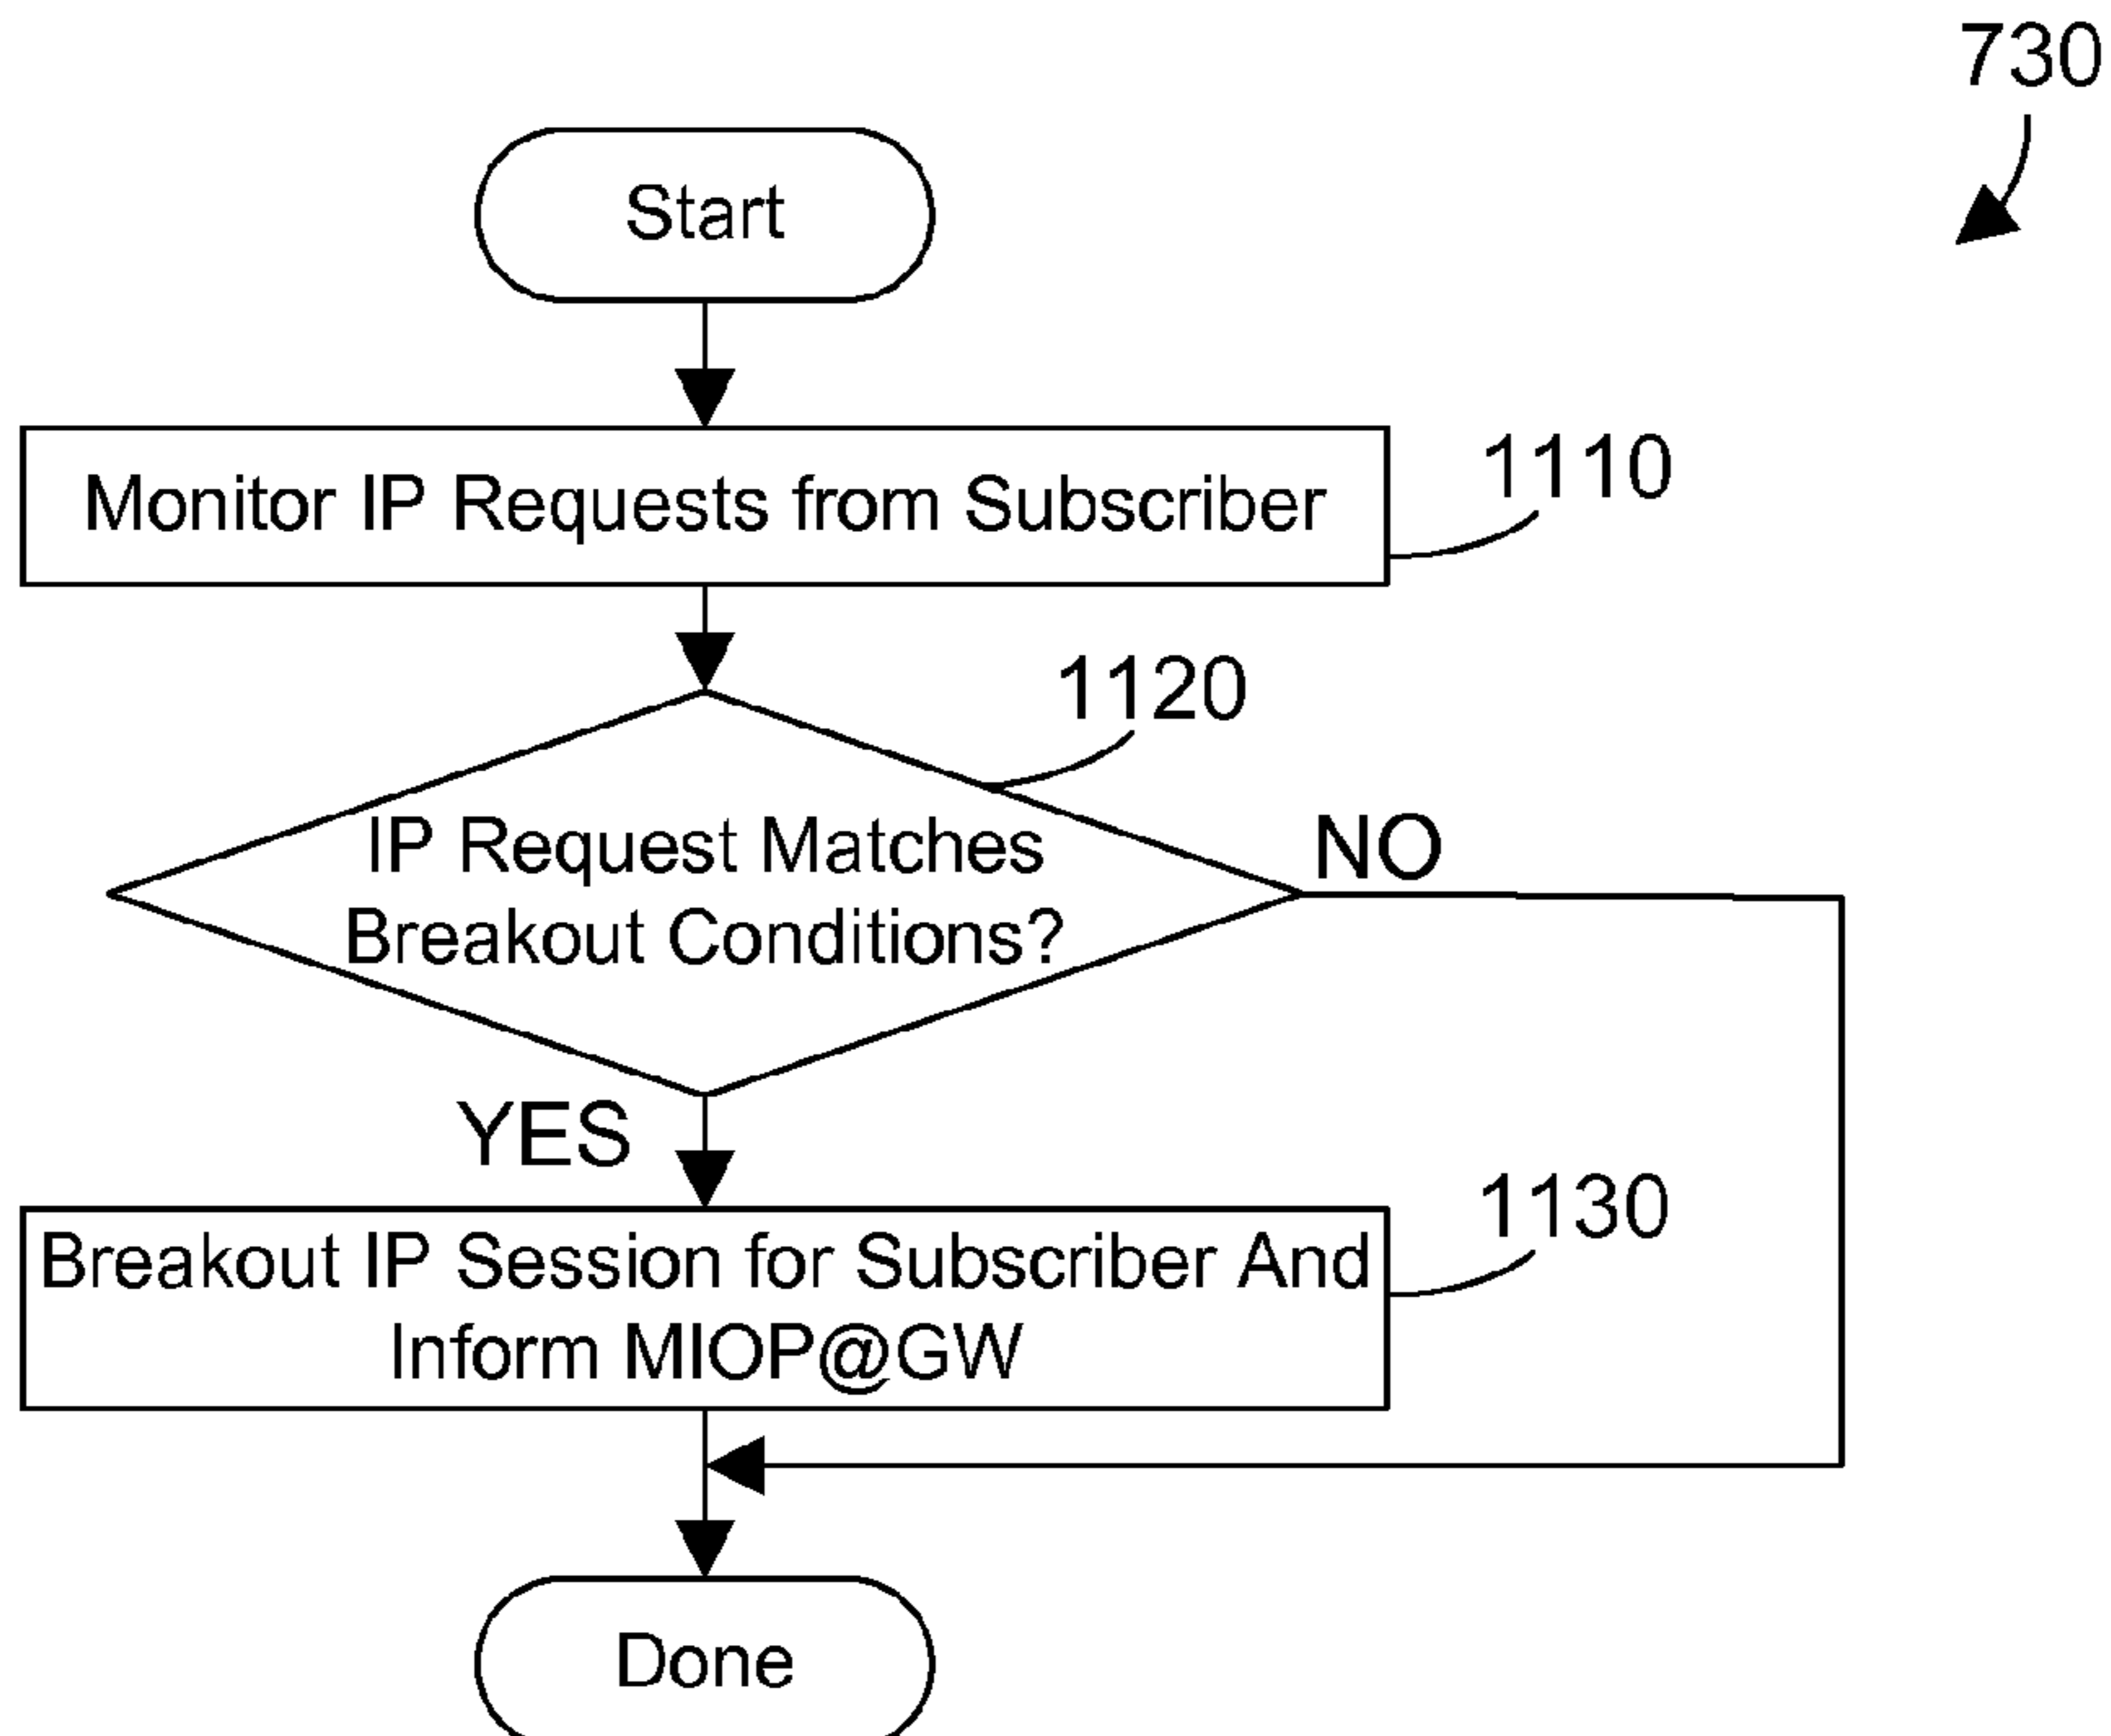 730
Start
Monitor IP Requests from Subscriber
1110
1120
IP Request Matches
Breakout Conditions?
NO
YES
Breakout IP Session for Subscriber And
Inform MIOP@GW
1130
Done